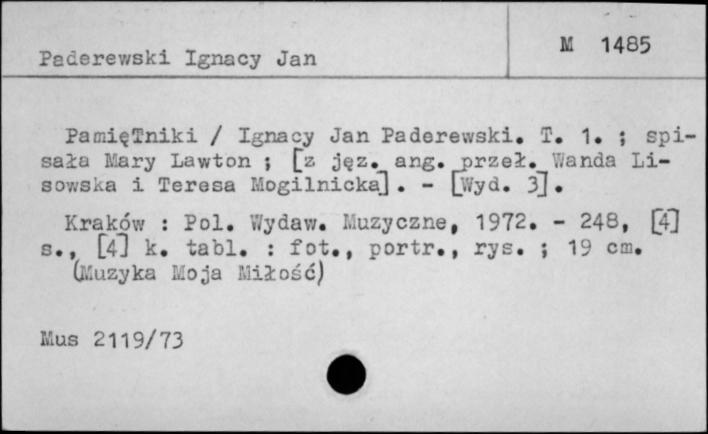 M 1485
Paderewski Ignacy Jan
PamięTniki / Ignacy Jan Paderewski. T. 1. ; spi-
sała Mary Lawton ; [z jęz. ang. przeł. Wanda Li-
sowska i Teresa Mogilnicka]. - [Wyd. 3].
Kraków : Pol. Wydaw. Muzyczne, 1972. - 248, [4]
s., [4] k. tabl. : fot., portr., rys. ; 19 cm.
(Muzyka Moja Miłość)
Mus 2119/73